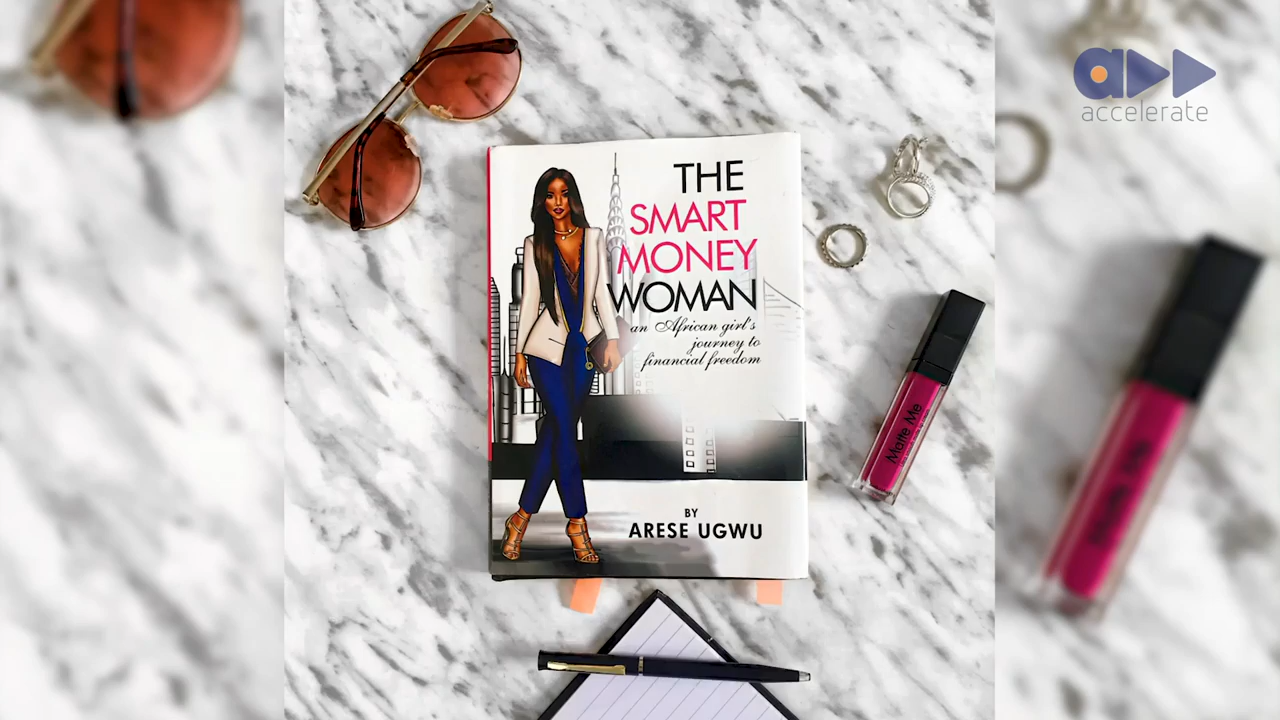 accelerate
THE
SMART
MONEY
WOMAN
an African girl's
journey to
financial freedom
BY
ARESE UGWU
Matte Me